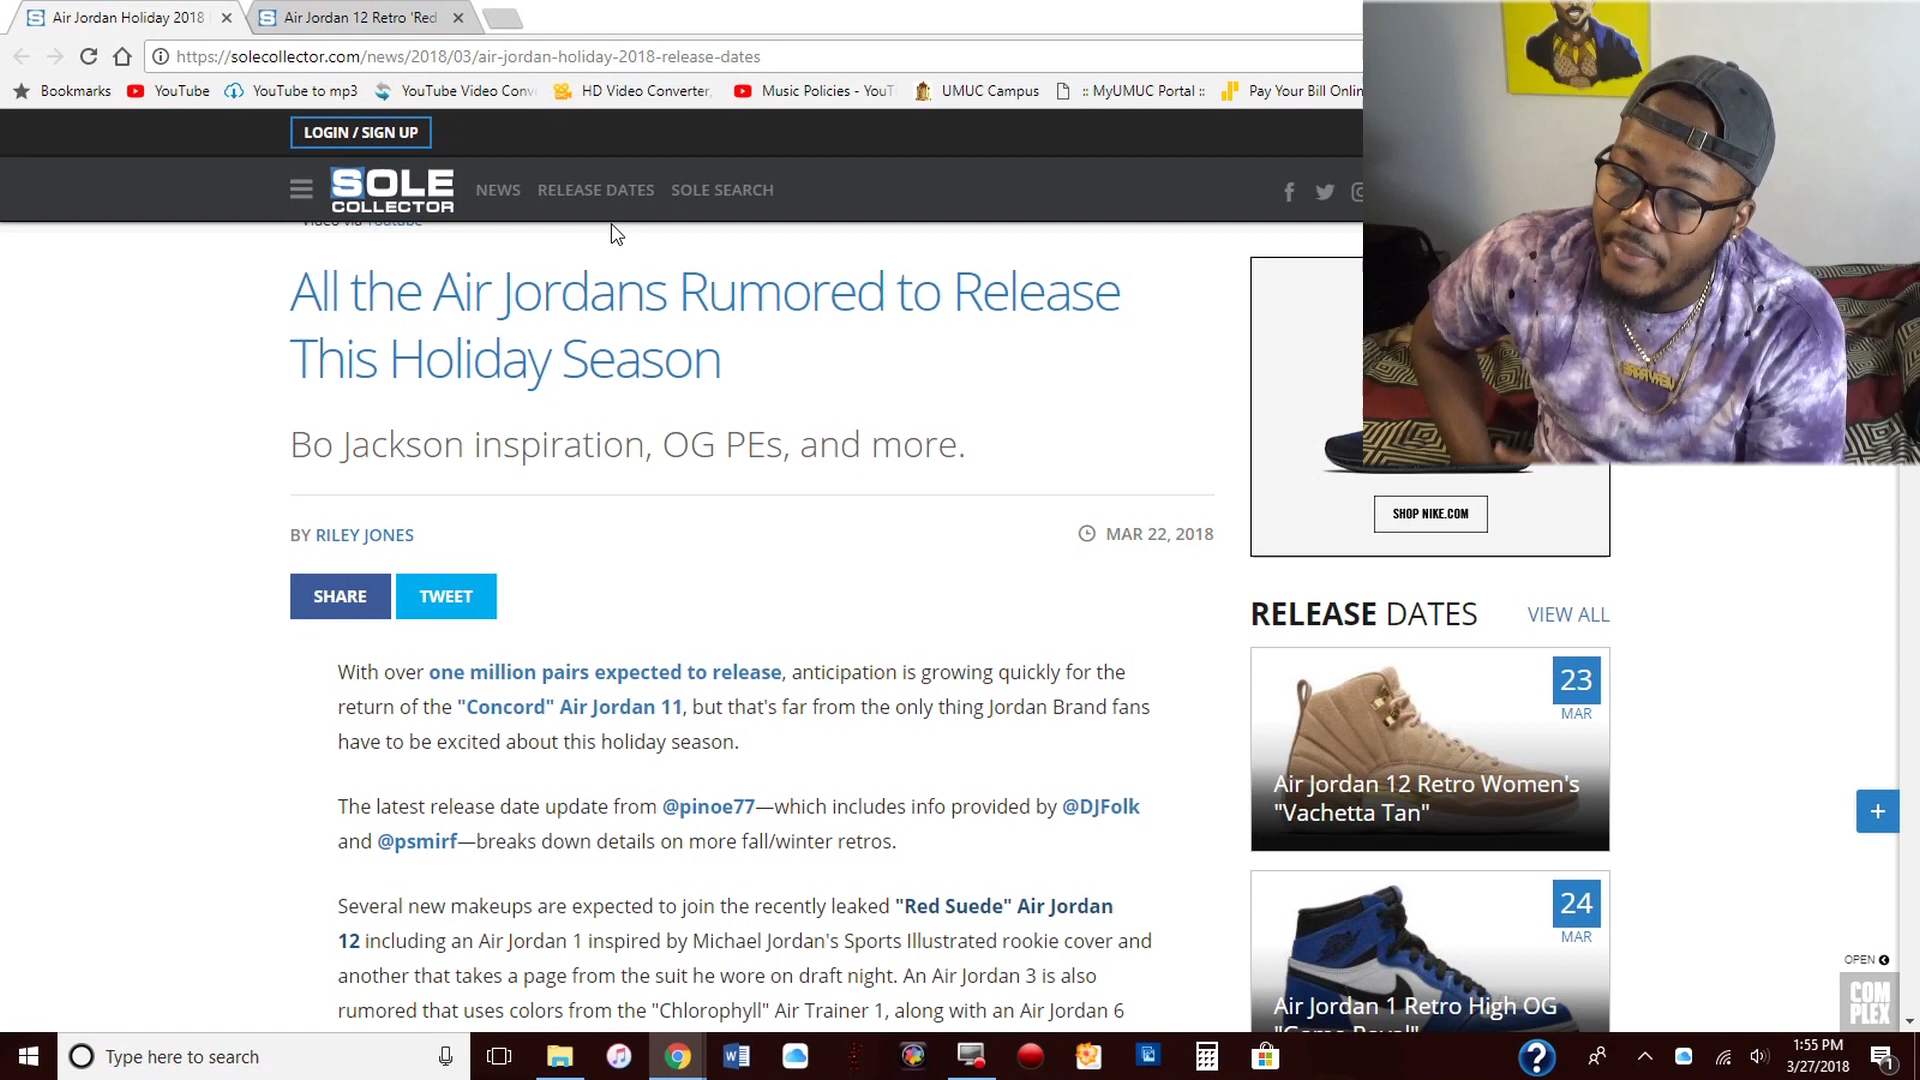 Air Jordan Holiday 2018
Air Jordan 12 Retro 'Red
https://solecollector.com/news/2018/03/air-jordan-holiday-2018-release-dates
Bookmarks YouTube YouTube to mp3 YouTube Video Conv HD Video Converter, Music Policies - YouT UMUC Campus :: MyUMUC Portal :: Pay Your Bill Onlin
LOGIN / SIGN UP
SOLE
COLLECTOR
NEWS RELEASE DATES SOLE SEARCH
Video via Youtube
All the Air Jordans Rumored to Release
This Holiday Season
Bo Jackson inspiration, OG PEs, and more.
BY RILEY JONES
MAR 22, 2018
SHARE TWEET
With over one million pairs expected to release, anticipation is growing quickly for the
return of the "Concord" Air Jordan 11, but that's far from the only thing Jordan Brand fans
have to be excited about this holiday season.
The latest release date update from @pinoe77—which includes info provided by @DJFolk
and @psmirf—breaks down details on more fall/winter retros.
Several new makeups are expected to join the recently leaked "Red Suede" Air Jordan
12 including an Air Jordan 1 inspired by Michael Jordan's Sports Illustrated rookie cover and
another that takes a page from the suit he wore on draft night. An Air Jordan 3 is also
rumored that uses colors from the "Chlorophyll" Air Trainer 1, along with an Air Jordan 6
SHOP NIKE.COM
RELEASE DATES VIEW ALL
23
MAR
Air Jordan 12 Retro Women's
"Vachetta Tan"
24
MAR
Air Jordan 1 Retro High OG
"Game Royal"
+
OPEN
COM
PLEX
Type here to search
1:55 PM
3/27/2018
1